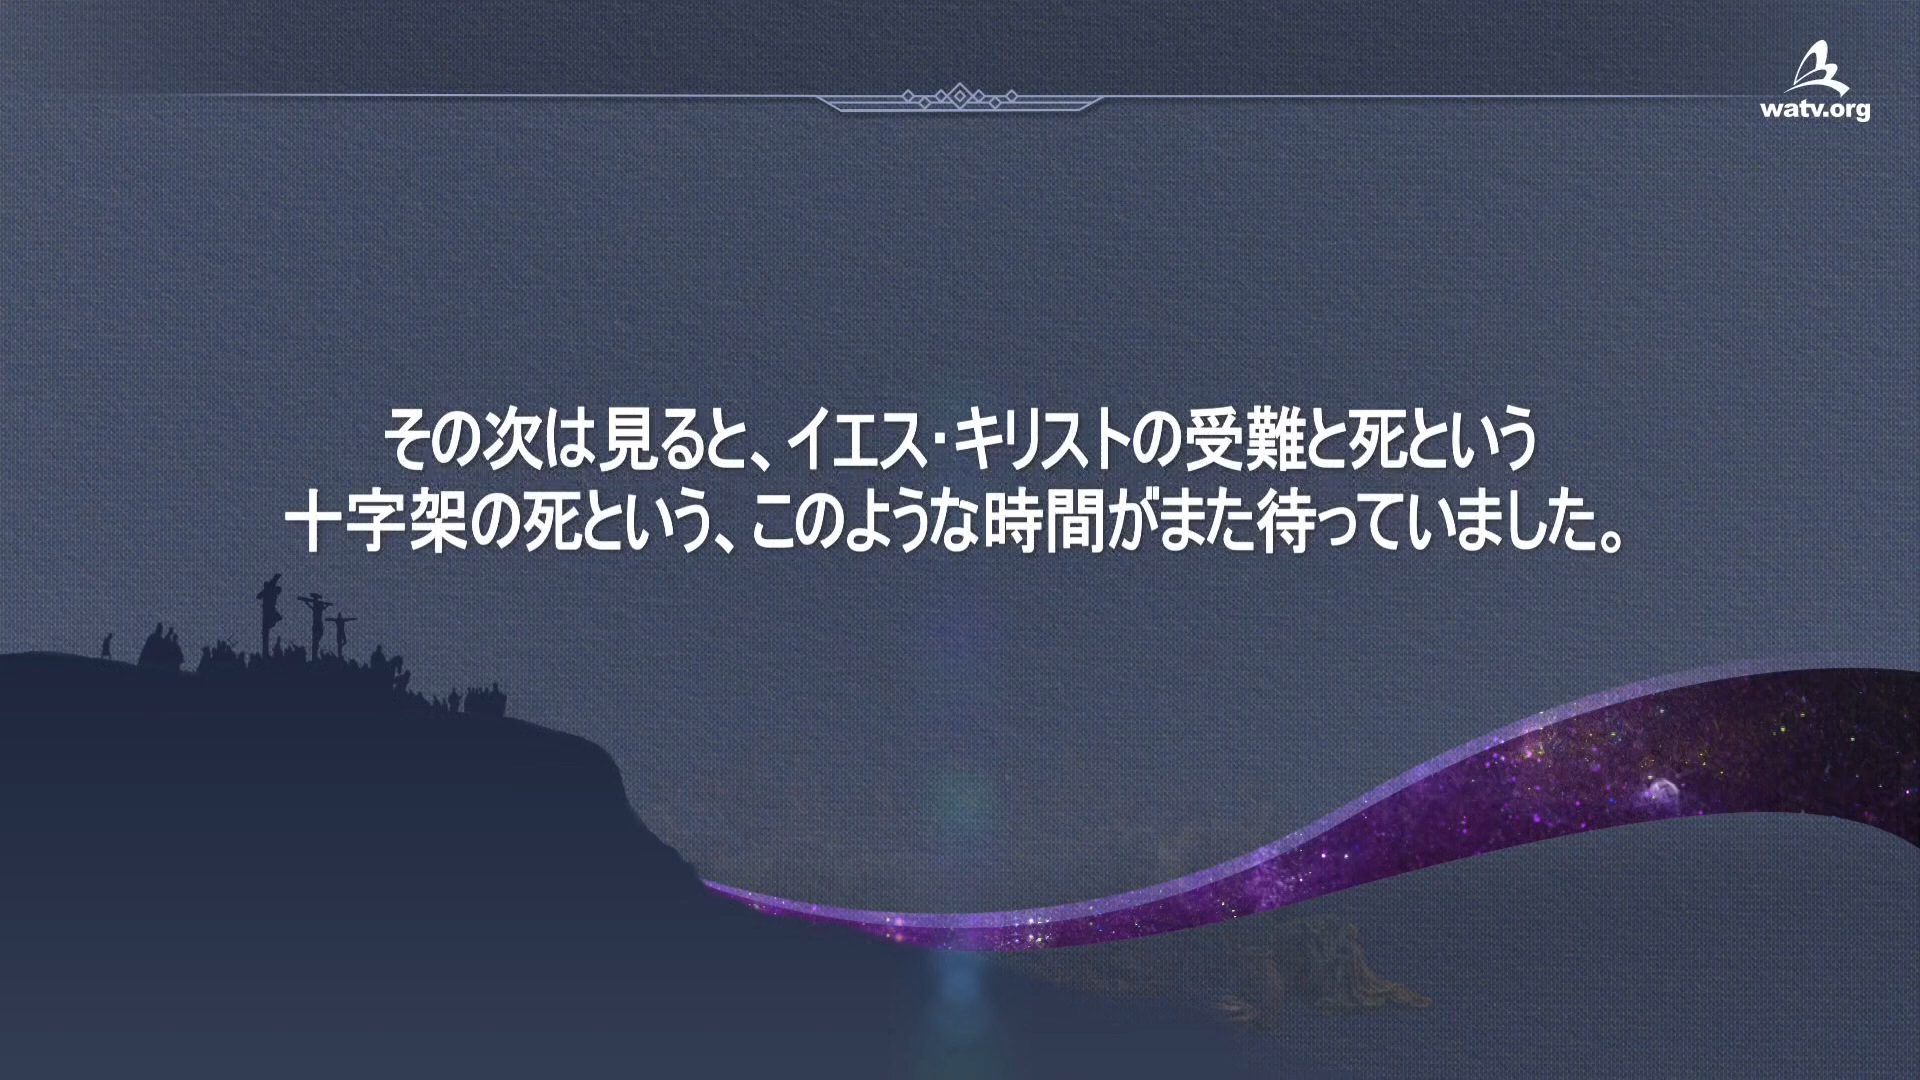 watv.org
その次は見ると、イエス・キリストの受難と死という
十字架の死という、このような時間がまた待っていました。